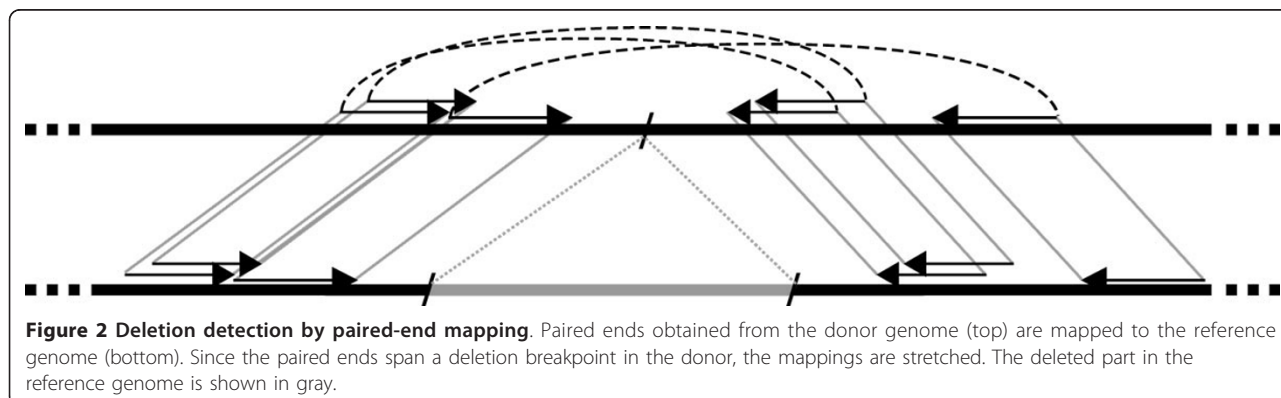 Figure 2 Deletion detection by paired-end mapping. Paired ends obtained from the donor genome (top) are mapped to the reference
genome (bottom). Since the paired ends span a deletion breakpoint in the donor, the mappings are stretched. The deleted part in the
reference genome is shown in gray.